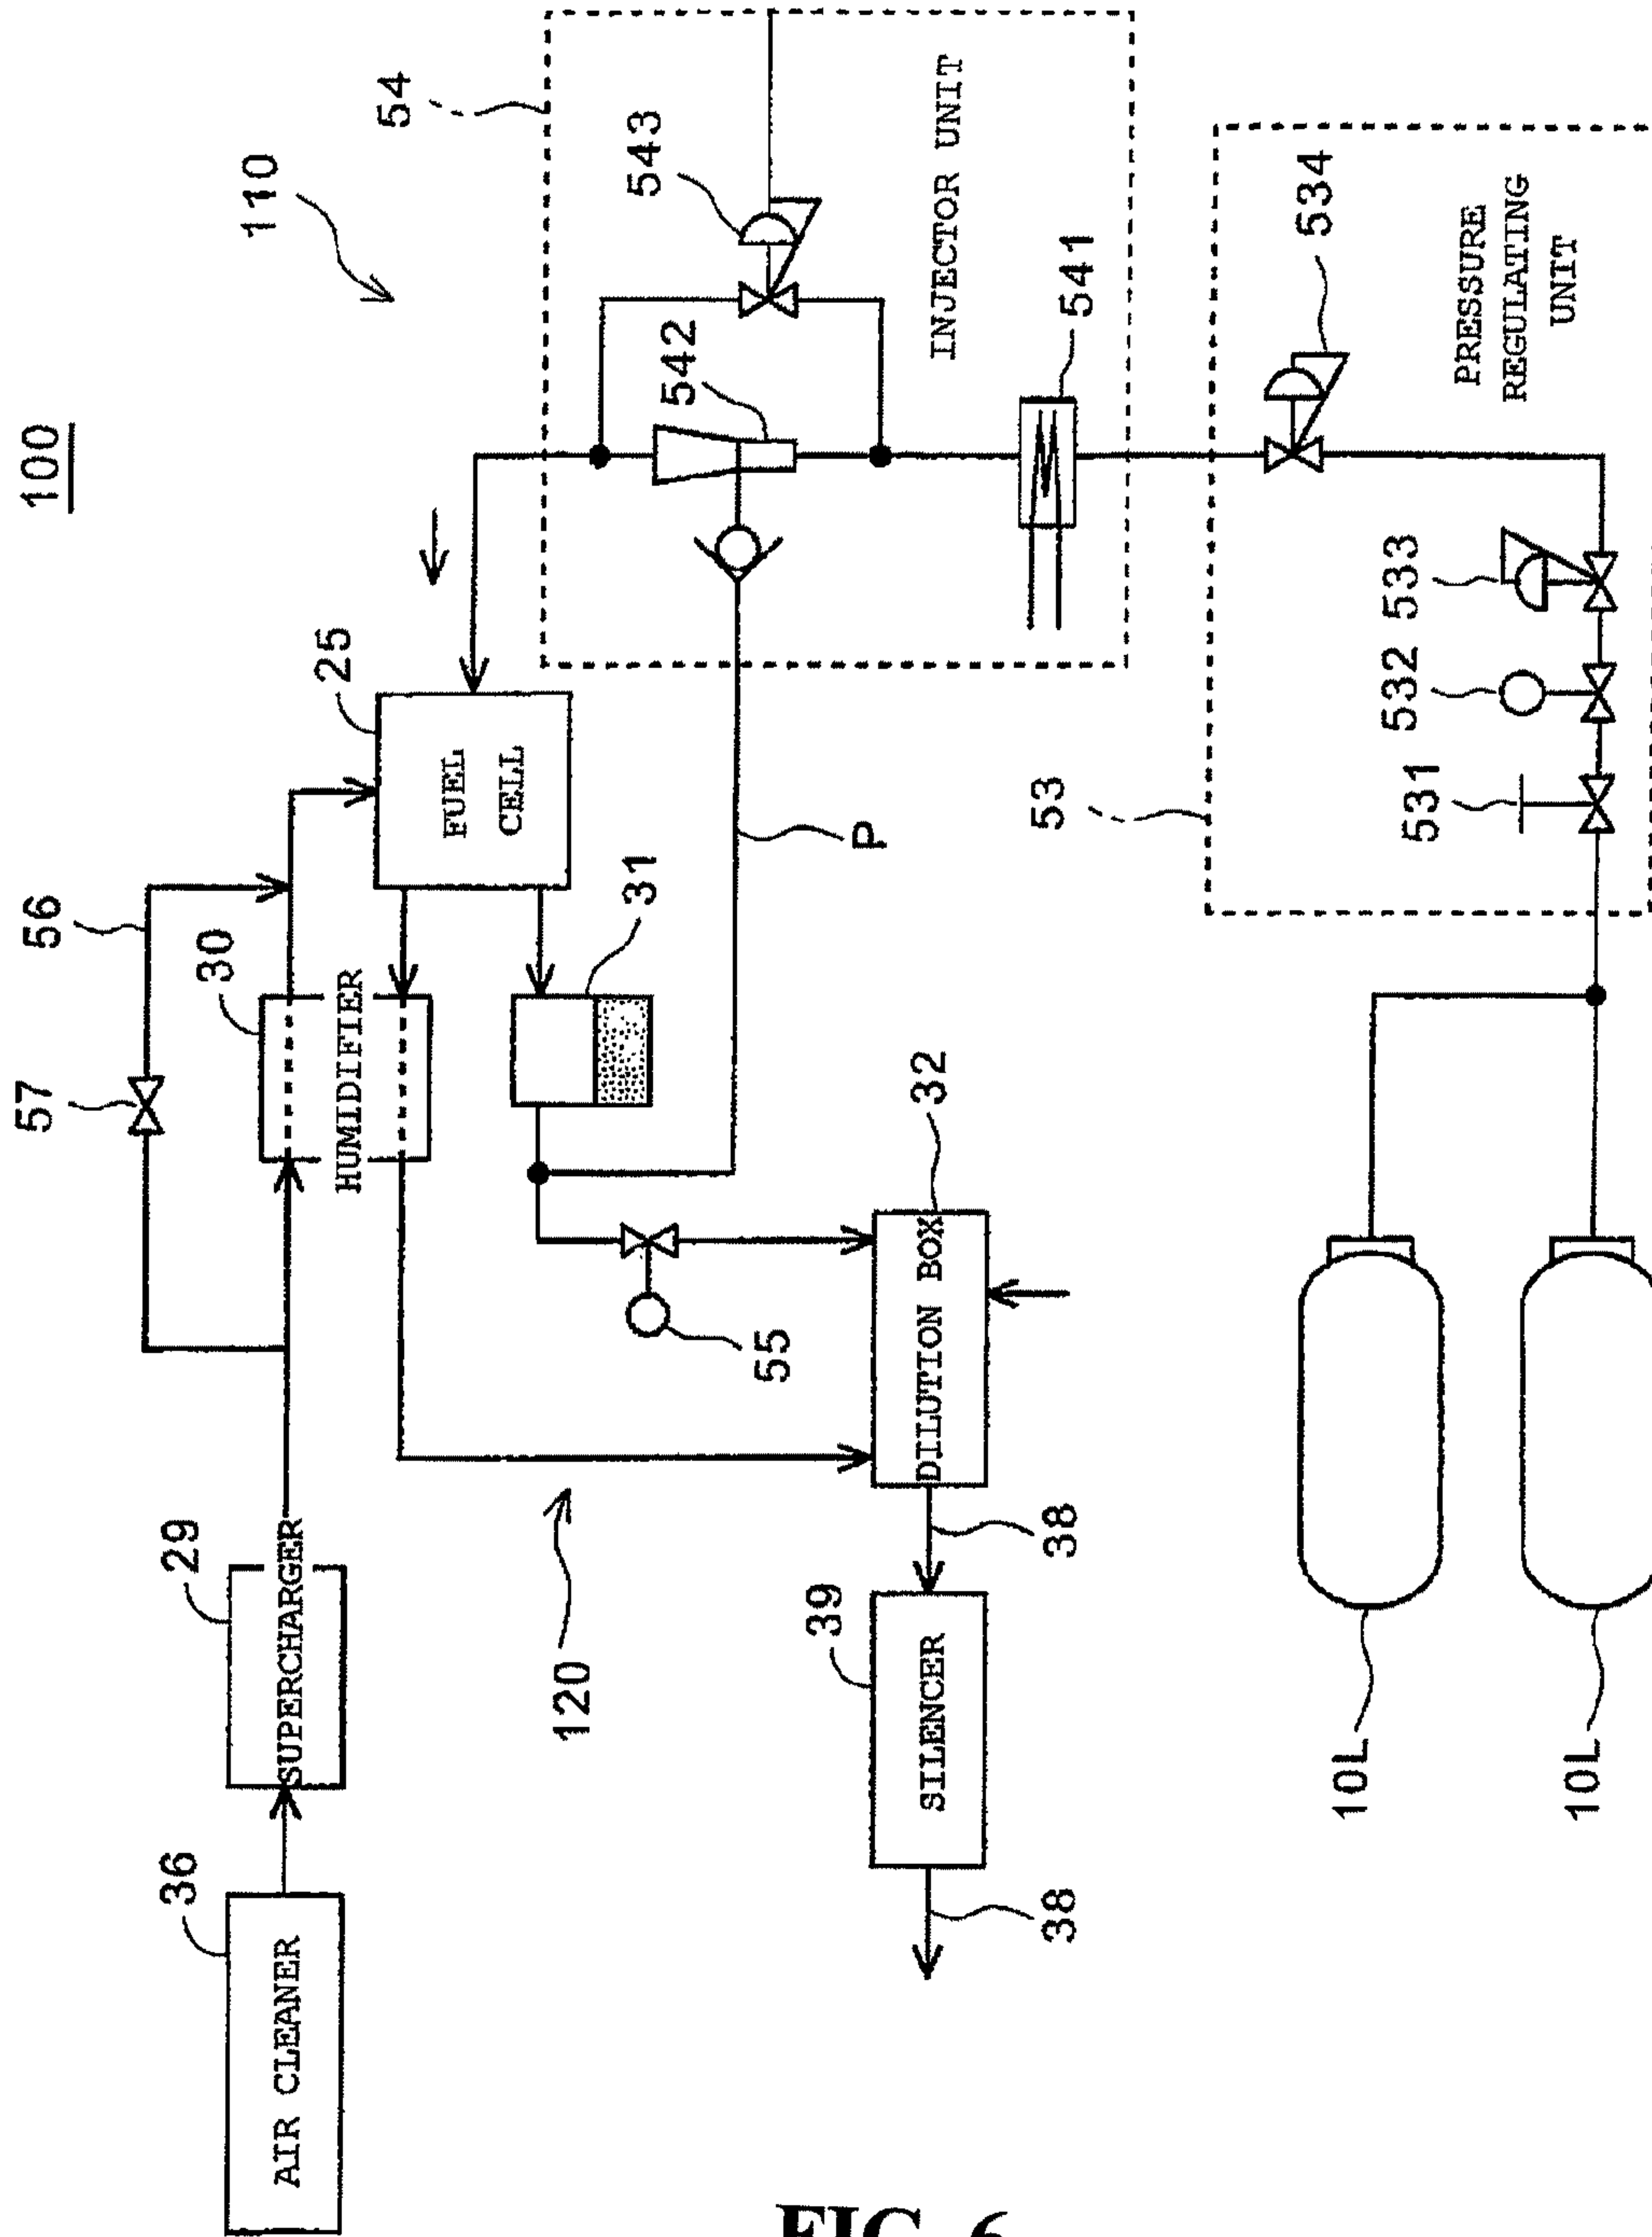 100
57
56
110
36
29
30
25
54
AIR CLEANER
SUPERCHARGER
HUMIDIFIER
FUEL
CELL
120
31
543
542
55
P
39
32
SILENCER
DILUTION BOX
INJECTOR UNIT
38
38
53
541
534
10L
10L
531
532
533
PRESSURE
REGULATING
UNIT
FIG. 6